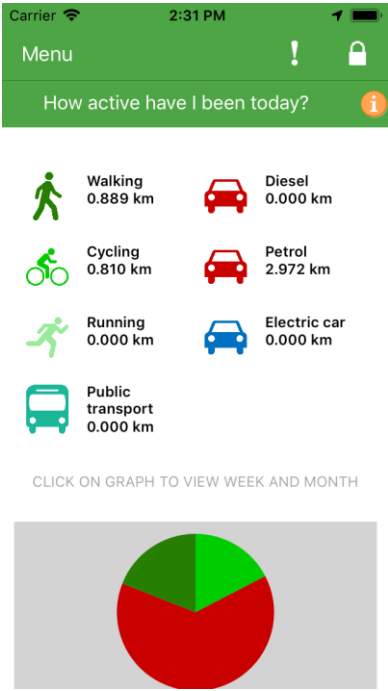 Carrier 2:31 PM
Menu !
How active have I been today? i
Walking
0.889 km
Diesel
0.000 km
Cycling
0.810 km
Petrol
2.972 km
Running
0.000 km
Electric car
0.000 km
Public
transport
0.000 km
CLICK ON GRAPH TO VIEW WEEK AND MONTH